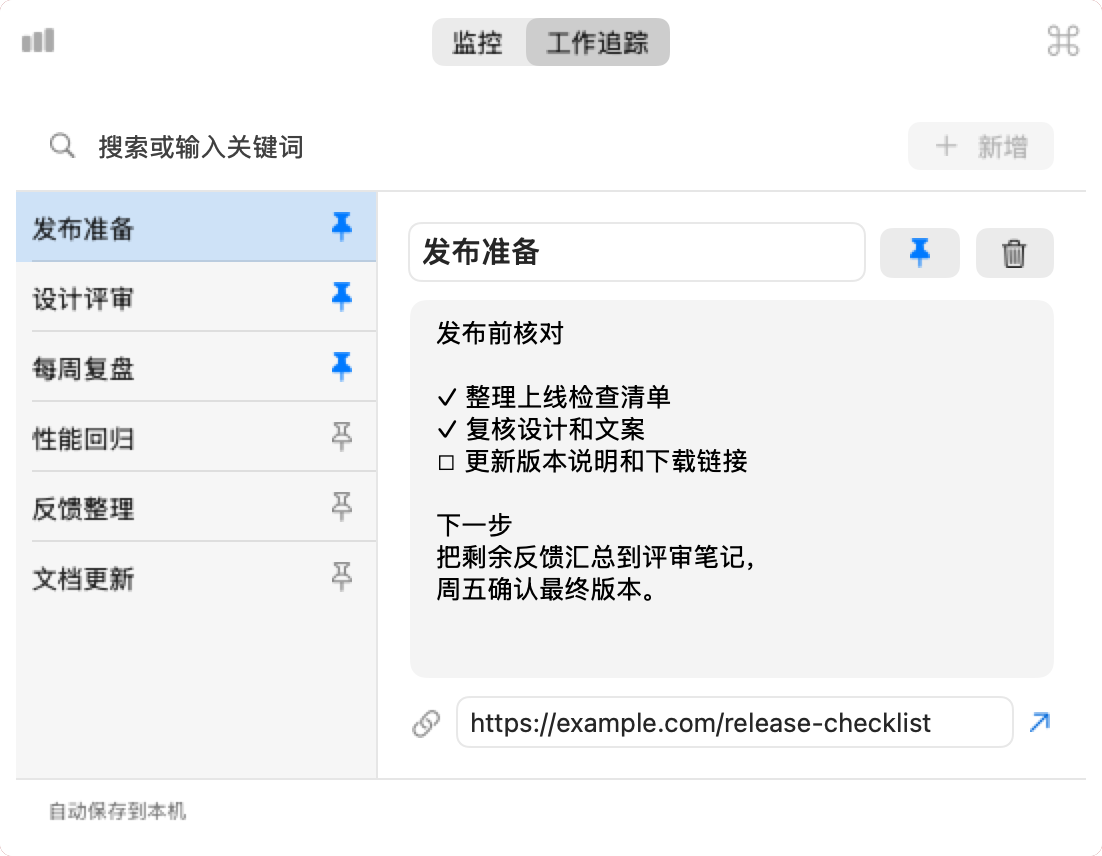 监控
工作追踪
搜索或输入关键词
+ 新增
发布准备
设计评审
每周复盘
性能回归
反馈整理
文档更新
发布准备
发布前核对
✓ 整理上线检查清单
✓ 复核设计和文案
□ 更新版本说明和下载链接
下一步
把剩余反馈汇总到评审笔记，
周五确认最终版本。
https://example.com/release-checklist
自动保存到本机